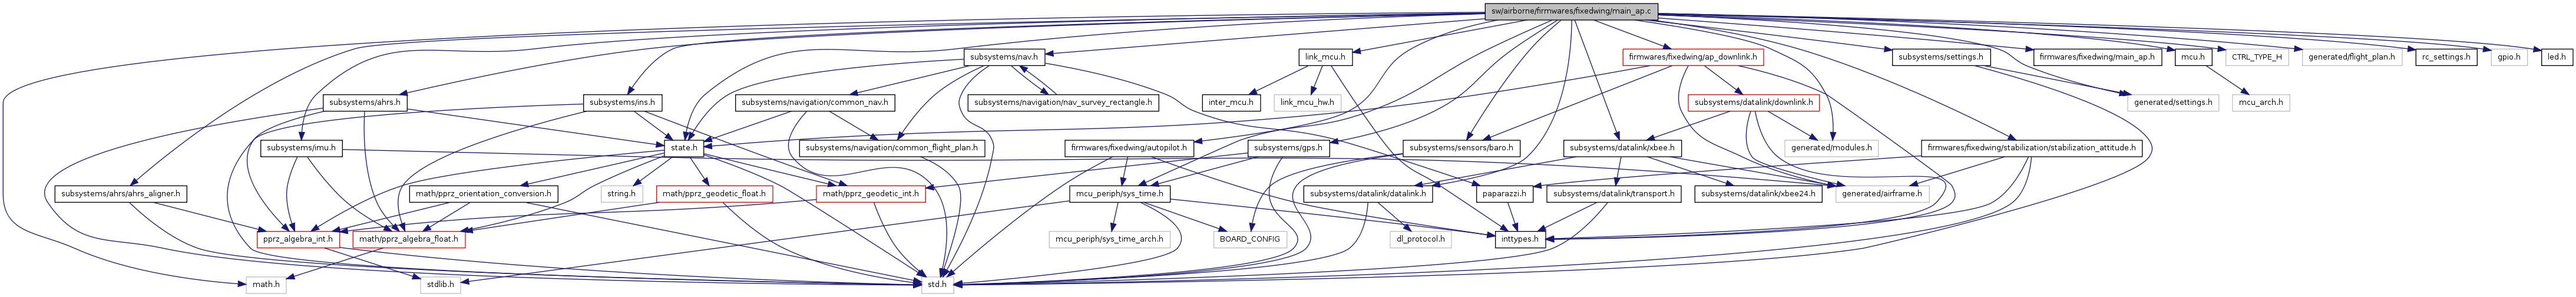 sw/airborne/firmwares/fixedwing/main_ap.c
subsystems/nav.h
link_mcu.h
firmwares/fixedwing/ap_downlink.h
subsystems/settings.h
firmwares/fixedwing/main_ap.h
mcu.h
CTRL_TYPE_H
generated/flight_plan.h
rc_settings.h
gpio.h
led.h
subsystems/ahrs.h
subsystems/ins.h
subsystems/navigation/common_nav.h
subsystems/navigation/nav_survey_rectangle.h
inter_mcu.h
link_mcu_hw.h
subsystems/datalink/downlink.h
generated/settings.h
mcu_arch.h
subsystems/imu.h
state.h
subsystems/navigation/common_flight_plan.h
firmwares/fixedwing/autopilot.h
subsystems/gps.h
subsystems/sensors/baro.h
subsystems/datalink/xbee.h
generated/modules.h
firmwares/fixedwing/stabilization/stabilization_attitude.h
subsystems/ahrs/ahrs_aligner.h
math/pprz_orientation_conversion.h
string.h
math/pprz_geodetic_float.h
math/pprz_geodetic_int.h
mcu_periph/sys_time.h
subsystems/datalink/datalink.h
paparazzi.h
subsystems/datalink/transport.h
subsystems/datalink/xbee24.h
generated/airframe.h
pprz_algebra_int.h
math/pprz_algebra_float.h
mcu_periph/sys_time_arch.h
BOARD_CONFIG
dl_protocol.h
inttypes.h
math.h
stdlib.h
std.h